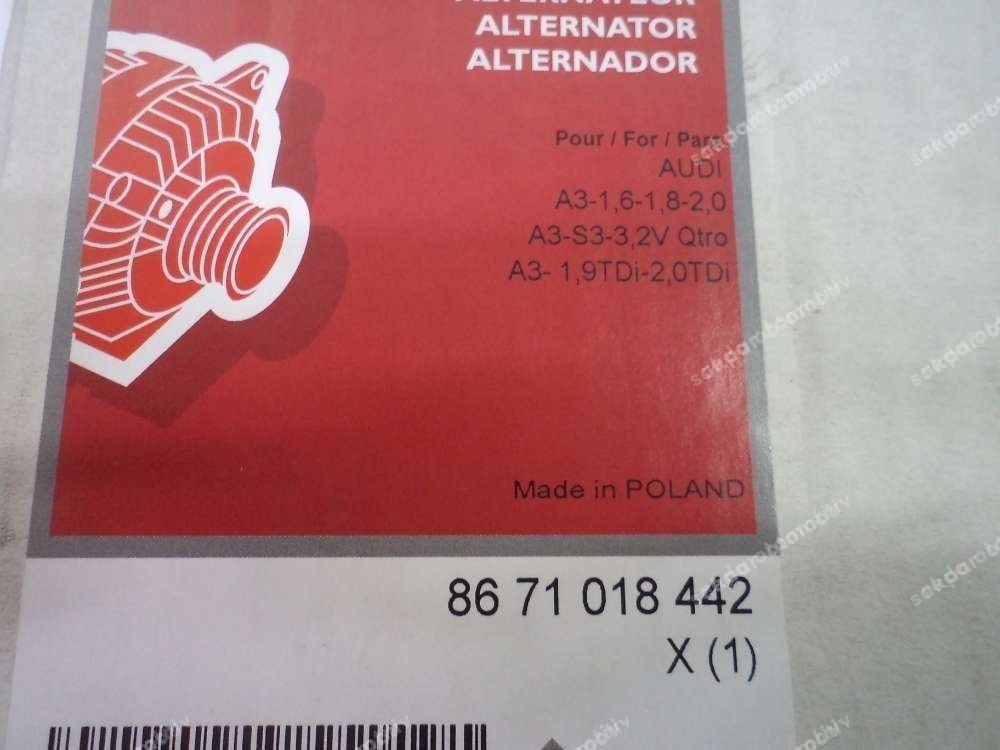 ALTERNATEUR
ALTERNATOR
ALTERNADOR
Pour / For / Para
AUDI
A3-1,6-1,8-2,0
A3-S3-3,2V Qtro
A3- 1,9TDi-2,0TDi
Made in POLAND
86 71 018 442
X (1)